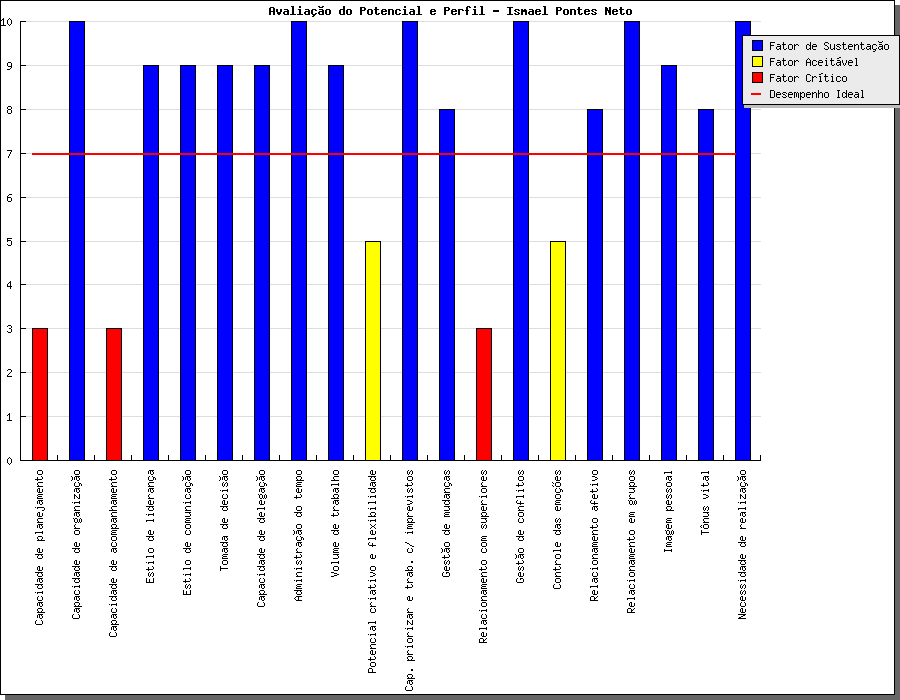 Avaliação do Potencial e Perfil - Ismael Pontes Neto
10
9
8
7
6
5
4
3
2
1
0
Fator de Sustentação
Fator Aceitável
Fator Crítico
Desempenho Ideal
Capacidade de planejamento
Capacidade de organização
Capacidade de acompanhamento
Estilo de liderança
Estilo de comunicação
Tomada de decisão
Capacidade de delegação
Administração do tempo
Volume de trabalho
Potencial criativo e flexibilidade
Cap. priorizar e trab. c/ imprevistos
Gestão de mudanças
Relacionamento com superiores
Gestão de conflitos
Controle das emoções
Relacionamento afetivo
Relacionamento em grupos
Imagem pessoal
Tônus vital
Necessidade de realização